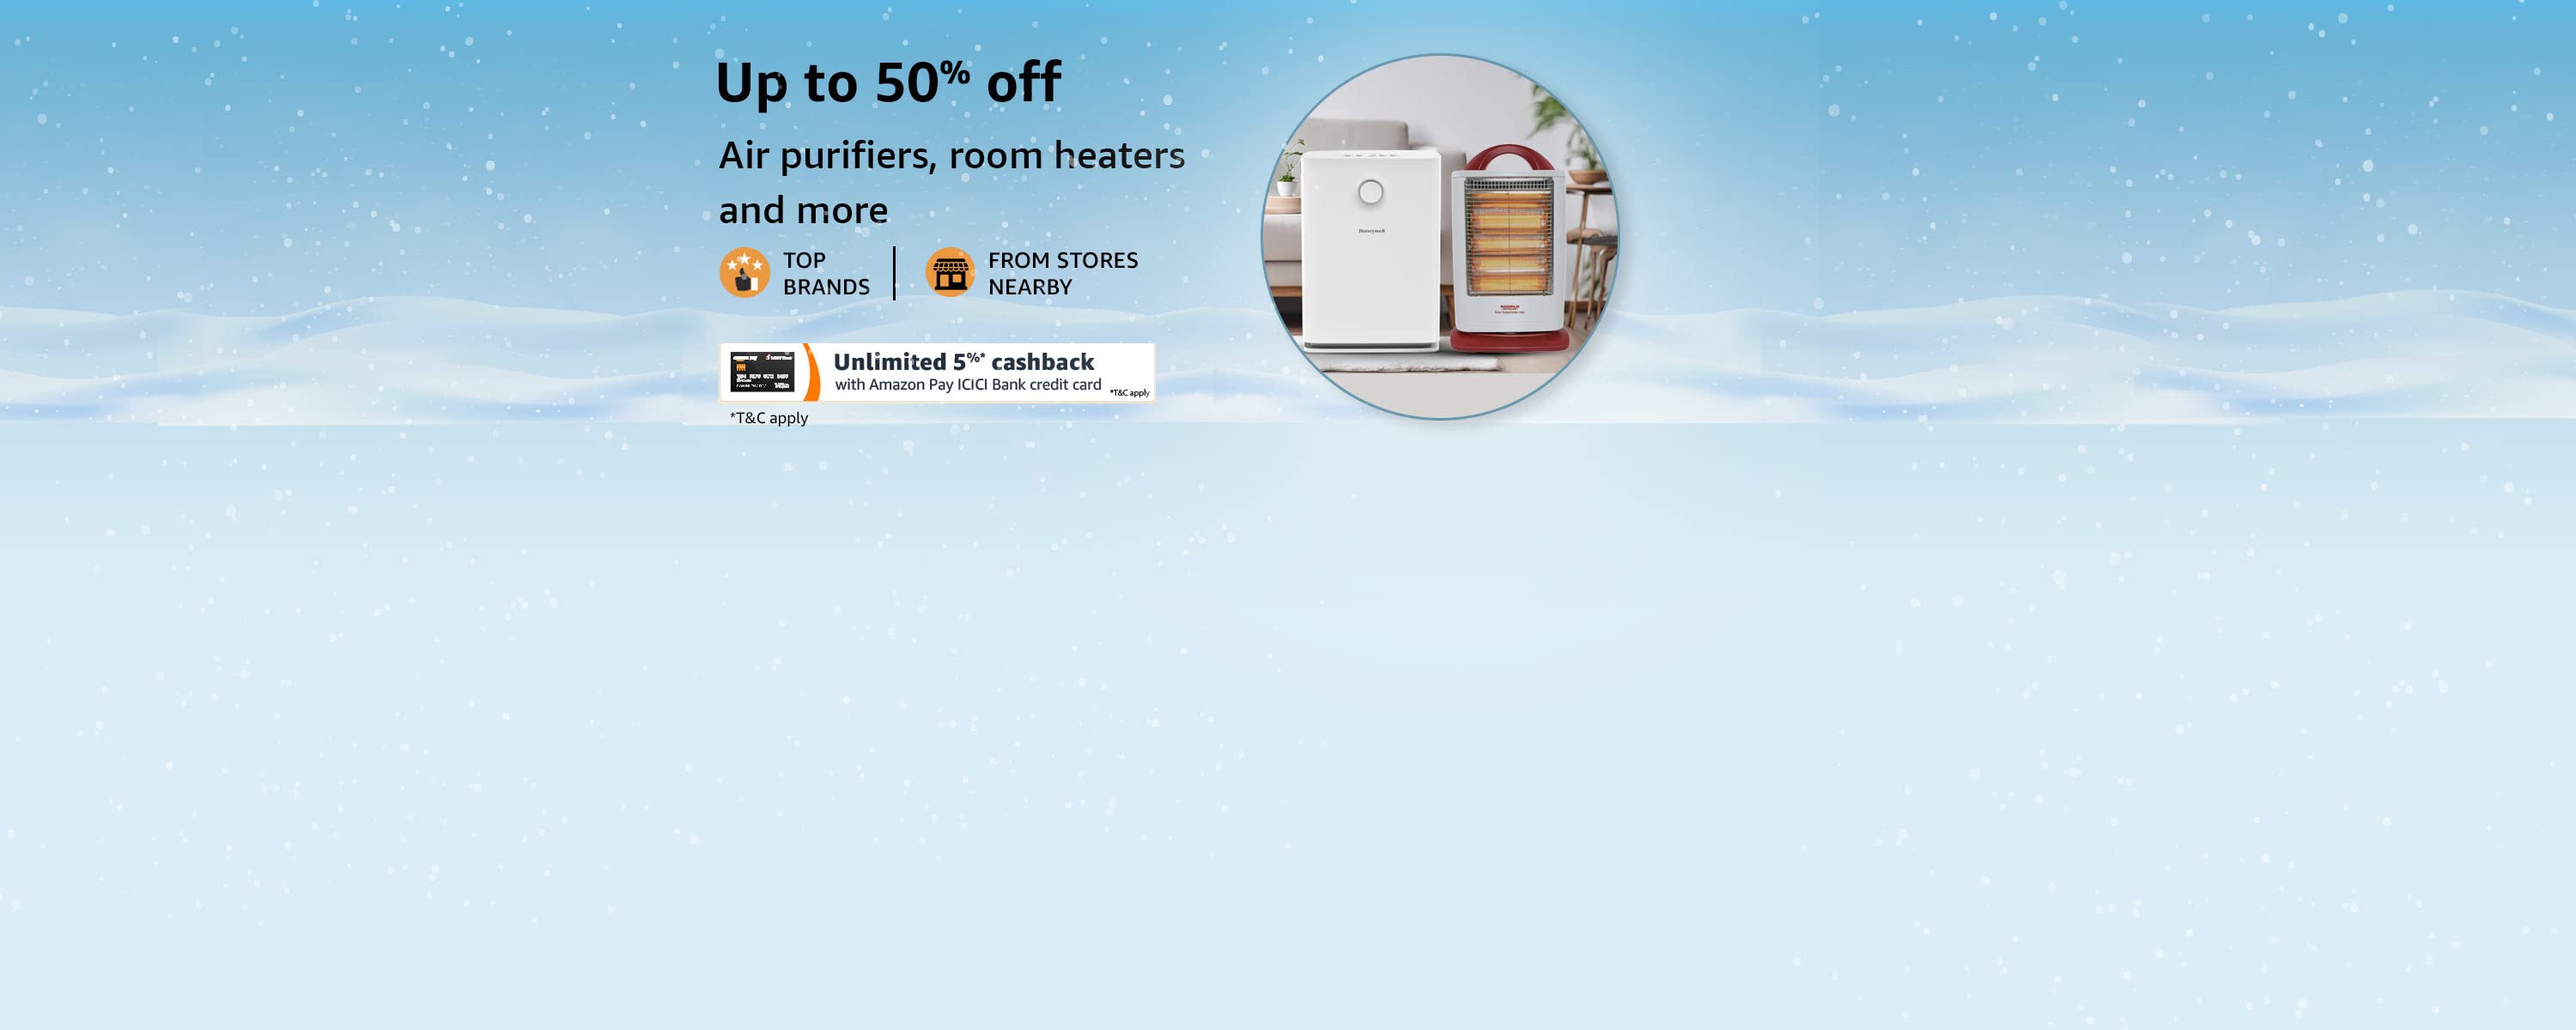 Up to 50% off
Air purifiers, room heaters
and more
TOP
BRANDS
FROM STORES
NEARBY
Unlimited 5%* cashback
with Amazon Pay ICICI Bank credit card
*T&C apply
*T&C apply
Honeywell